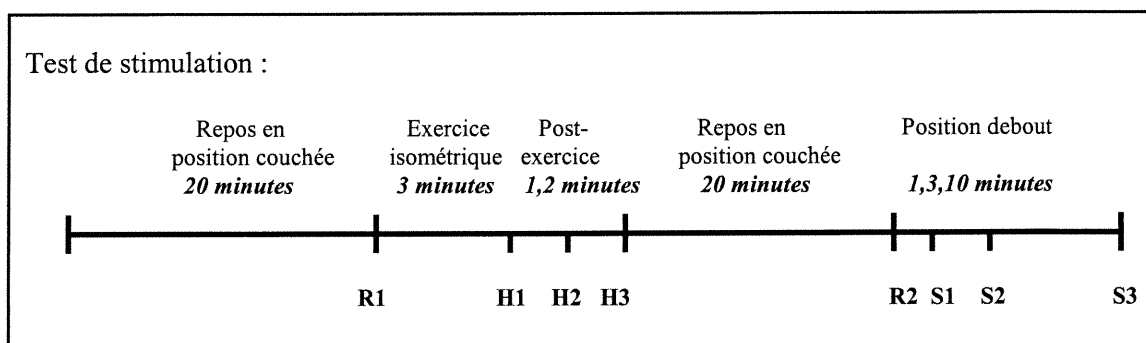 Test de stimulation :
Repos en position couchée 20 minutes
Exercice isométrique 3 minutes
Post-exercice 1,2 minutes
Repos en position couchée 20 minutes
Position debout 1,3,10 minutes
R1 H1 H2 H3 R2 S1 S2 S3